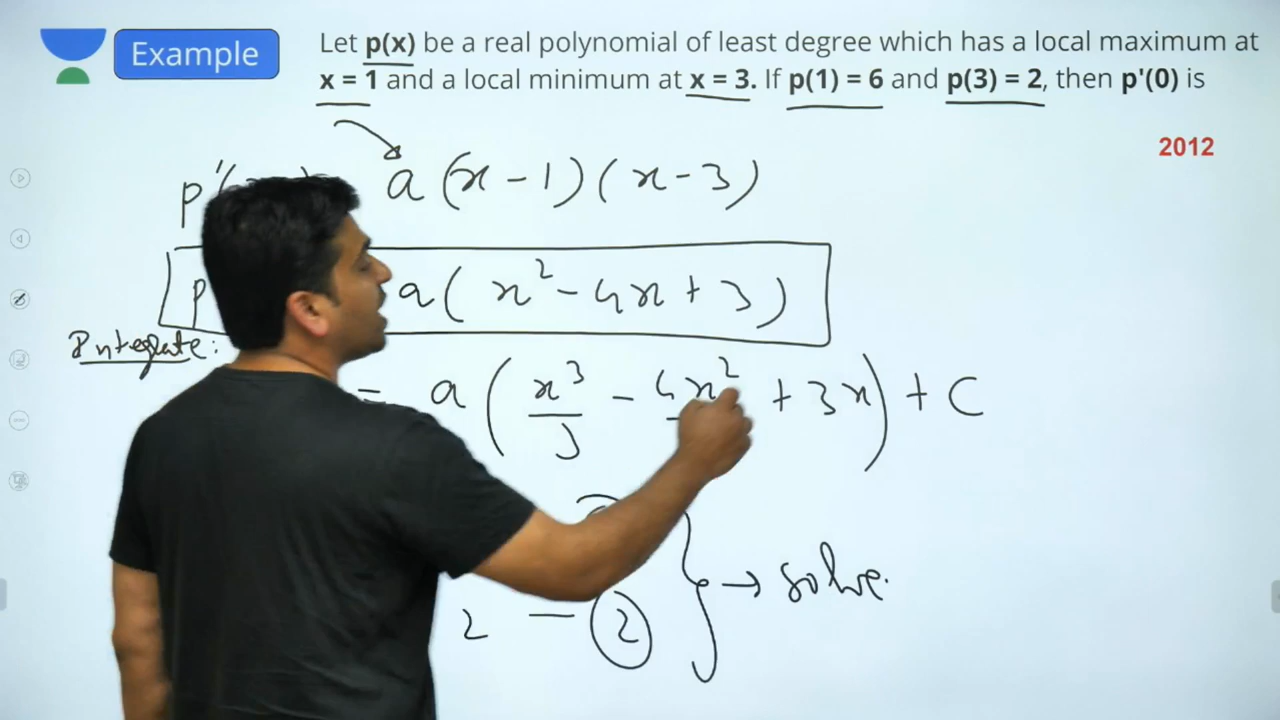 Example
Let p(x) be a real polynomial of least degree which has a local maximum at
x = 1 and a local minimum at x = 3. If p(1) = 6 and p(3) = 2, then p'(0) is
2012
p'( a (x - 1) ( x - 3 )
p a ( x² - 4x + 3 )
Integrate:
= a ( x³/3 - 4x² + 3x ) + C
2 — 2
} → solve.